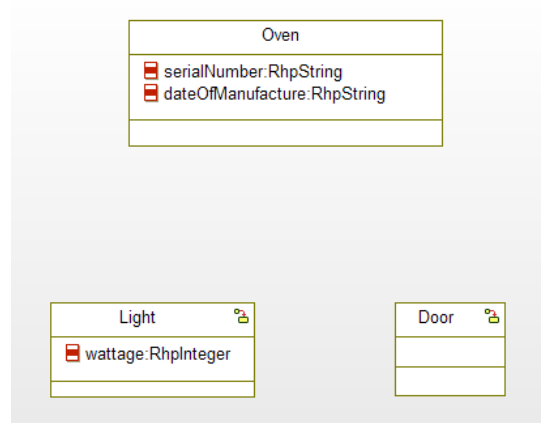 Oven
serialNumber:RhpString
dateOfManufacture:RhpString
Light
wattage:RhpInteger
Door